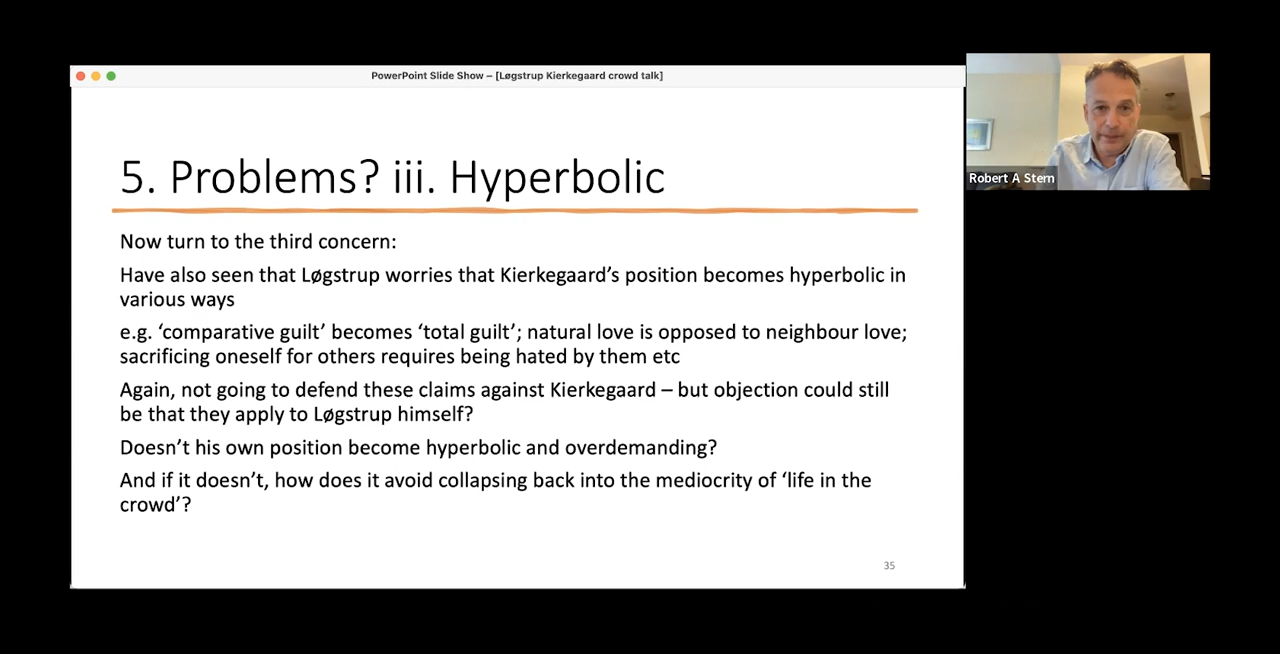 PowerPoint Slide Show – [Løgstrup Kierkegaard crowd talk]
5. Problems? iii. Hyperbolic
Robert A Stern
Now turn to the third concern:
Have also seen that Løgstrup worries that Kierkegaard’s position becomes hyperbolic in
various ways
e.g. ‘comparative guilt’ becomes ‘total guilt’; natural love is opposed to neighbour love;
sacrificing oneself for others requires being hated by them etc
Again, not going to defend these claims against Kierkegaard – but objection could still
be that they apply to Løgstrup himself?
Doesn’t his own position become hyperbolic and overdemanding?
And if it doesn’t, how does it avoid collapsing back into the mediocrity of ‘life in the
crowd’?
35